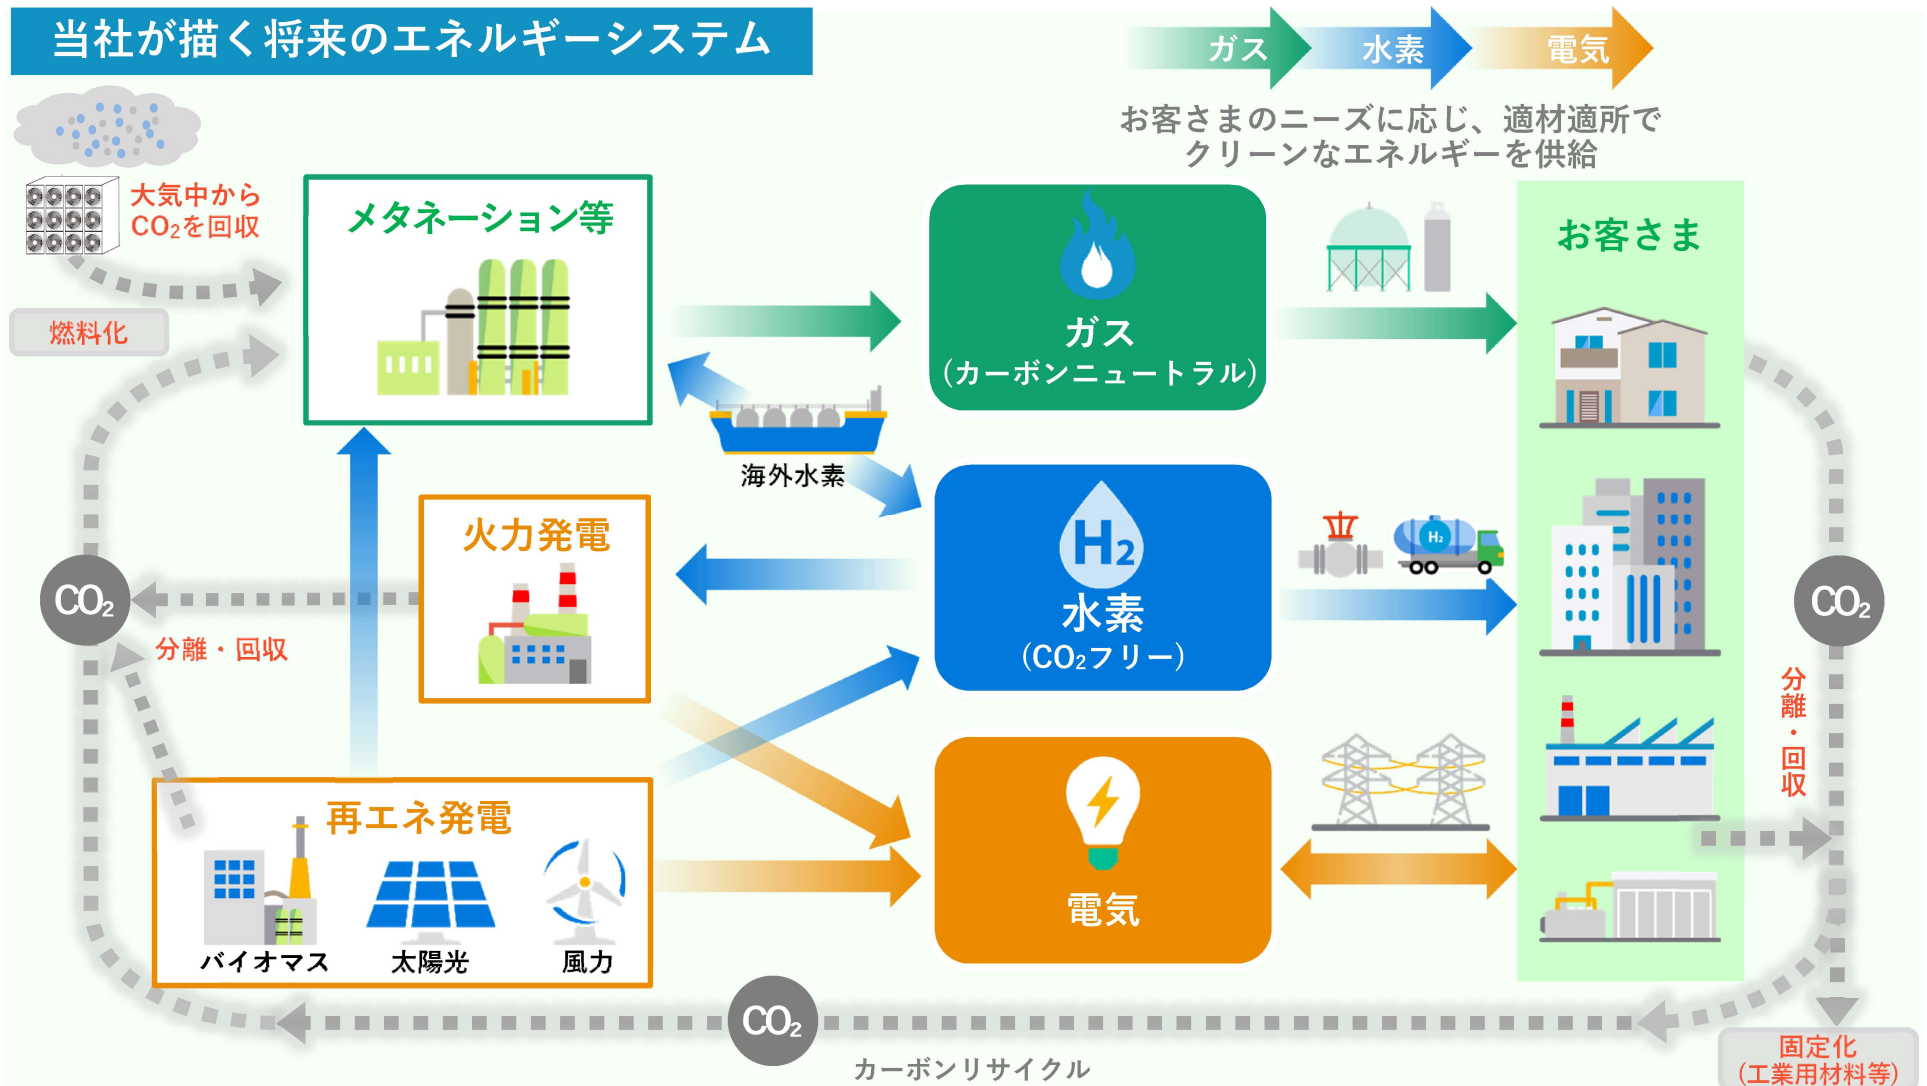 当社が描く将来のエネルギーシステム
ガス
水素
電気
お客さまのニーズに応じ、適材適所で
クリーンなエネルギーを供給
大気中から
CO₂を回収
燃料化
メタネーション等
ガス
(カーボンニュートラル)
お客さま
海外水素
火力発電
H₂
水素
(CO₂フリー)
H₂
CO₂
分離・回収
CO₂
分離・回収
再エネ発電
バイオマス
太陽光
風力
電気
CO₂
カーボンリサイクル
固定化
(工業用材料等)